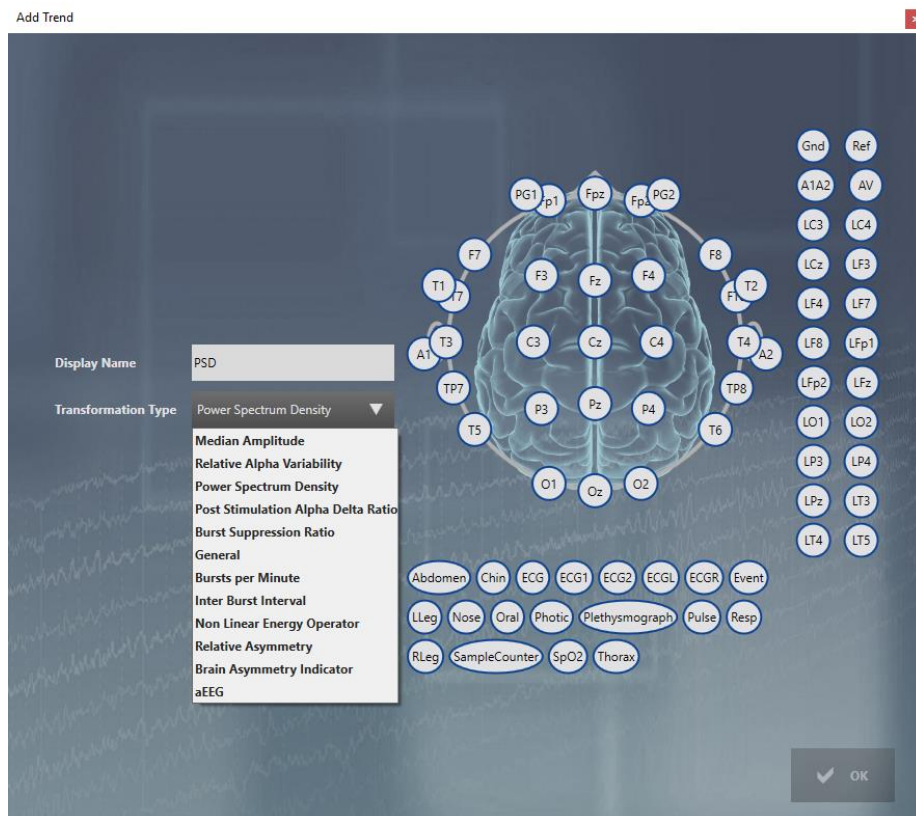 Add Trend
Gnd Ref
A1A2 AV
PG1 Fp1 Fpz PG2
LC3 LC4
F7 F8
LCz LF3
F3 Fz F4
T1 T7 T2
LF4 LF7
C3 Cz C4
T3 T4
LF8 LFp1
A1 A2
Display Name PSD
TP7 TP8
LFp2 LFz
P3 Pz P4
Transformation Type Power Spectrum Density
LO1 LO2
T5 T6
Median Amplitude
Relative Alpha Variability
LP3 LP4
Power Spectrum Density
O1 Oz O2
LPz LT3
Post Stimulation Alpha Delta Ratio
Burst Suppression Ratio
LT4 LT5
General
Bursts per Minute
Abdomen Chin ECG ECG1 ECG2 ECGL ECGR Event
Inter Burst Interval
Non Linear Energy Operator
LLeg Nose Oral Photic Plethysmograph Pulse Resp
Relative Asymmetry
RLeg SampleCounter SpO2 Thorax
Brain Asymmetry Indicator
aEEG
OK